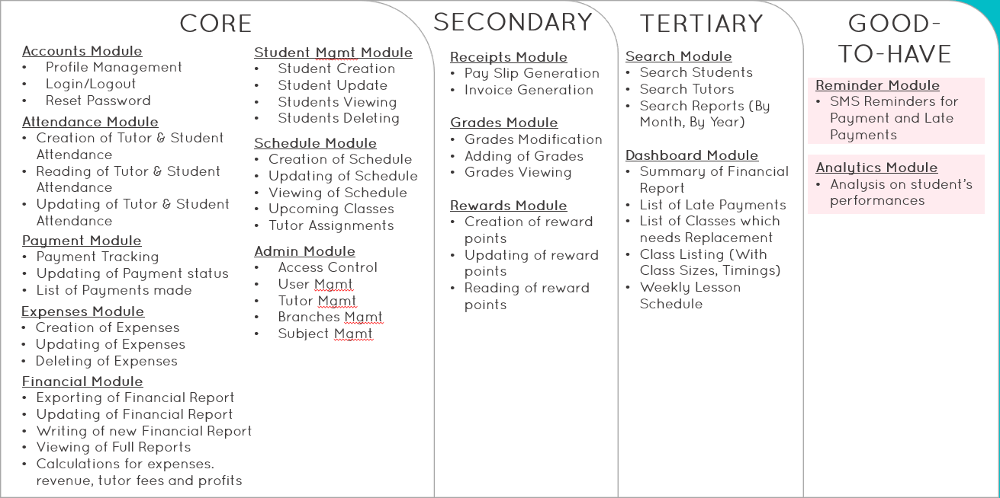 CORE
Accounts Module
• Profile Management
• Login/Logout
• Reset Password
Attendance Module
• Creation of Tutor & Student
Attendance
• Reading of Tutor & Student
Attendance
• Updating of Tutor & Student
Attendance
Payment Module
• Payment Tracking
• Updating of Payment status
• List of Payments made
Expenses Module
• Creation of Expenses
• Updating of Expenses
• Deleting of Expenses
Financial Module
• Exporting of Financial Report
• Updating of Financial Report
• Writing of new Financial Report
• Viewing of Full Reports
• Calculations for expenses.
revenue, tutor fees and profits
Student Mgmt Module
• Student Creation
• Student Update
• Students Viewing
• Students Deleting
Schedule Module
• Creation of Schedule
• Updating of Schedule
• Viewing of Schedule
• Upcoming Classes
• Tutor Assignments
Admin Module
• Access Control
• User Mgmt
• Tutor Mgmt
• Branches Mgmt
• Subject Mgmt
SECONDARY
Receipts Module
• Pay Slip Generation
• Invoice Generation
Grades Module
• Grades Modification
• Adding of Grades
• Grades Viewing
Rewards Module
• Creation of reward
points
• Updating of reward
points
• Reading of reward
points
TERTIARY
Search Module
• Search Students
• Search Tutors
• Search Reports (By
Month, By Year)
Dashboard Module
• Summary of Financial
Report
• List of Late Payments
• List of Classes which
needs Replacement
• Class Listing (With
Class Sizes, Timings)
• Weekly Lesson
Schedule
GOOD-
TO-HAVE
Reminder Module
• SMS Reminders for
Payment and Late
Payments
Analytics Module
• Analysis on student's
performances